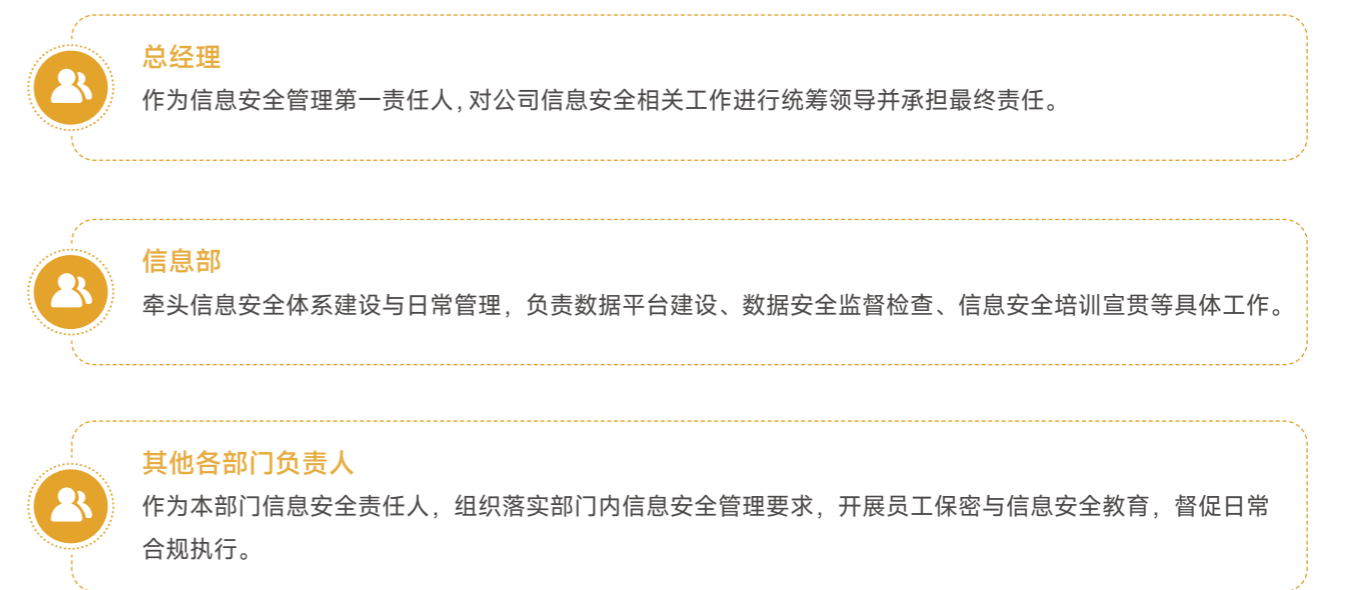 总经理
作为信息安全管理第一责任人,对公司信息安全相关工作进行统筹领导并承担最终责任。
信息部
牵头信息安全体系建设与日常管理，负责数据平台建设、数据安全监督检查、信息安全培训宣贯等具体工作。
其他各部门负责人
作为本部门信息安全责任人，组织落实部门内信息安全管理要求，开展员工保密与信息安全教育，督促日常
合规执行。